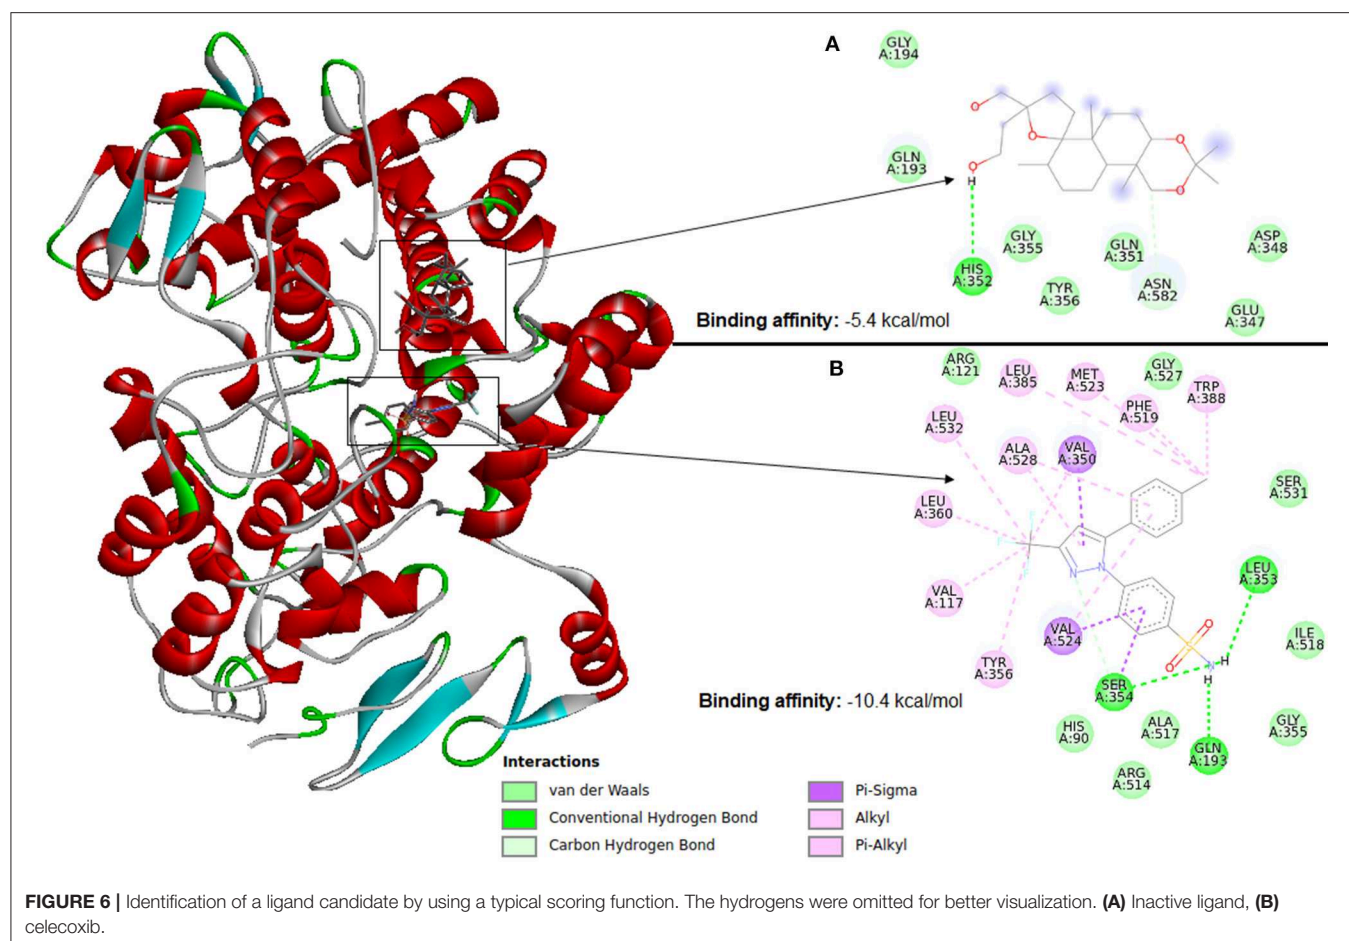 A
GLY
A:194
GLN
A:193
O
O
H
O
O
O
GLY
A:355
GLN
A:351
ASP
A:348
HIS
A:352
TYR
A:356
ASN
A:582
GLU
A:347
Binding affinity: -5.4 kcal/mol
B
ARG
A:121
LEU
A:385
MET
A:523
GLY
A:527
TRP
A:388
PHE
A:519
LEU
A:532
ALA
A:528
VAL
A:350
SER
A:531
LEU
A:360
F
F
F
N
N
LEU
A:353
VAL
A:117
VAL
A:524
O
S
O
N
H
H
ILE
A:518
TYR
A:356
SER
A:354
Binding affinity: -10.4 kcal/mol
HIS
A:90
ALA
A:517
GLN
A:193
GLY
A:355
ARG
A:514
Interactions
van der Waals
Conventional Hydrogen Bond
Carbon Hydrogen Bond
Pi-Sigma
Alkyl
Pi-Alkyl
FIGURE 6 | Identification of a ligand candidate by using a typical scoring function. The hydrogens were omitted for better visualization. (A) Inactive ligand, (B)
celecoxib.